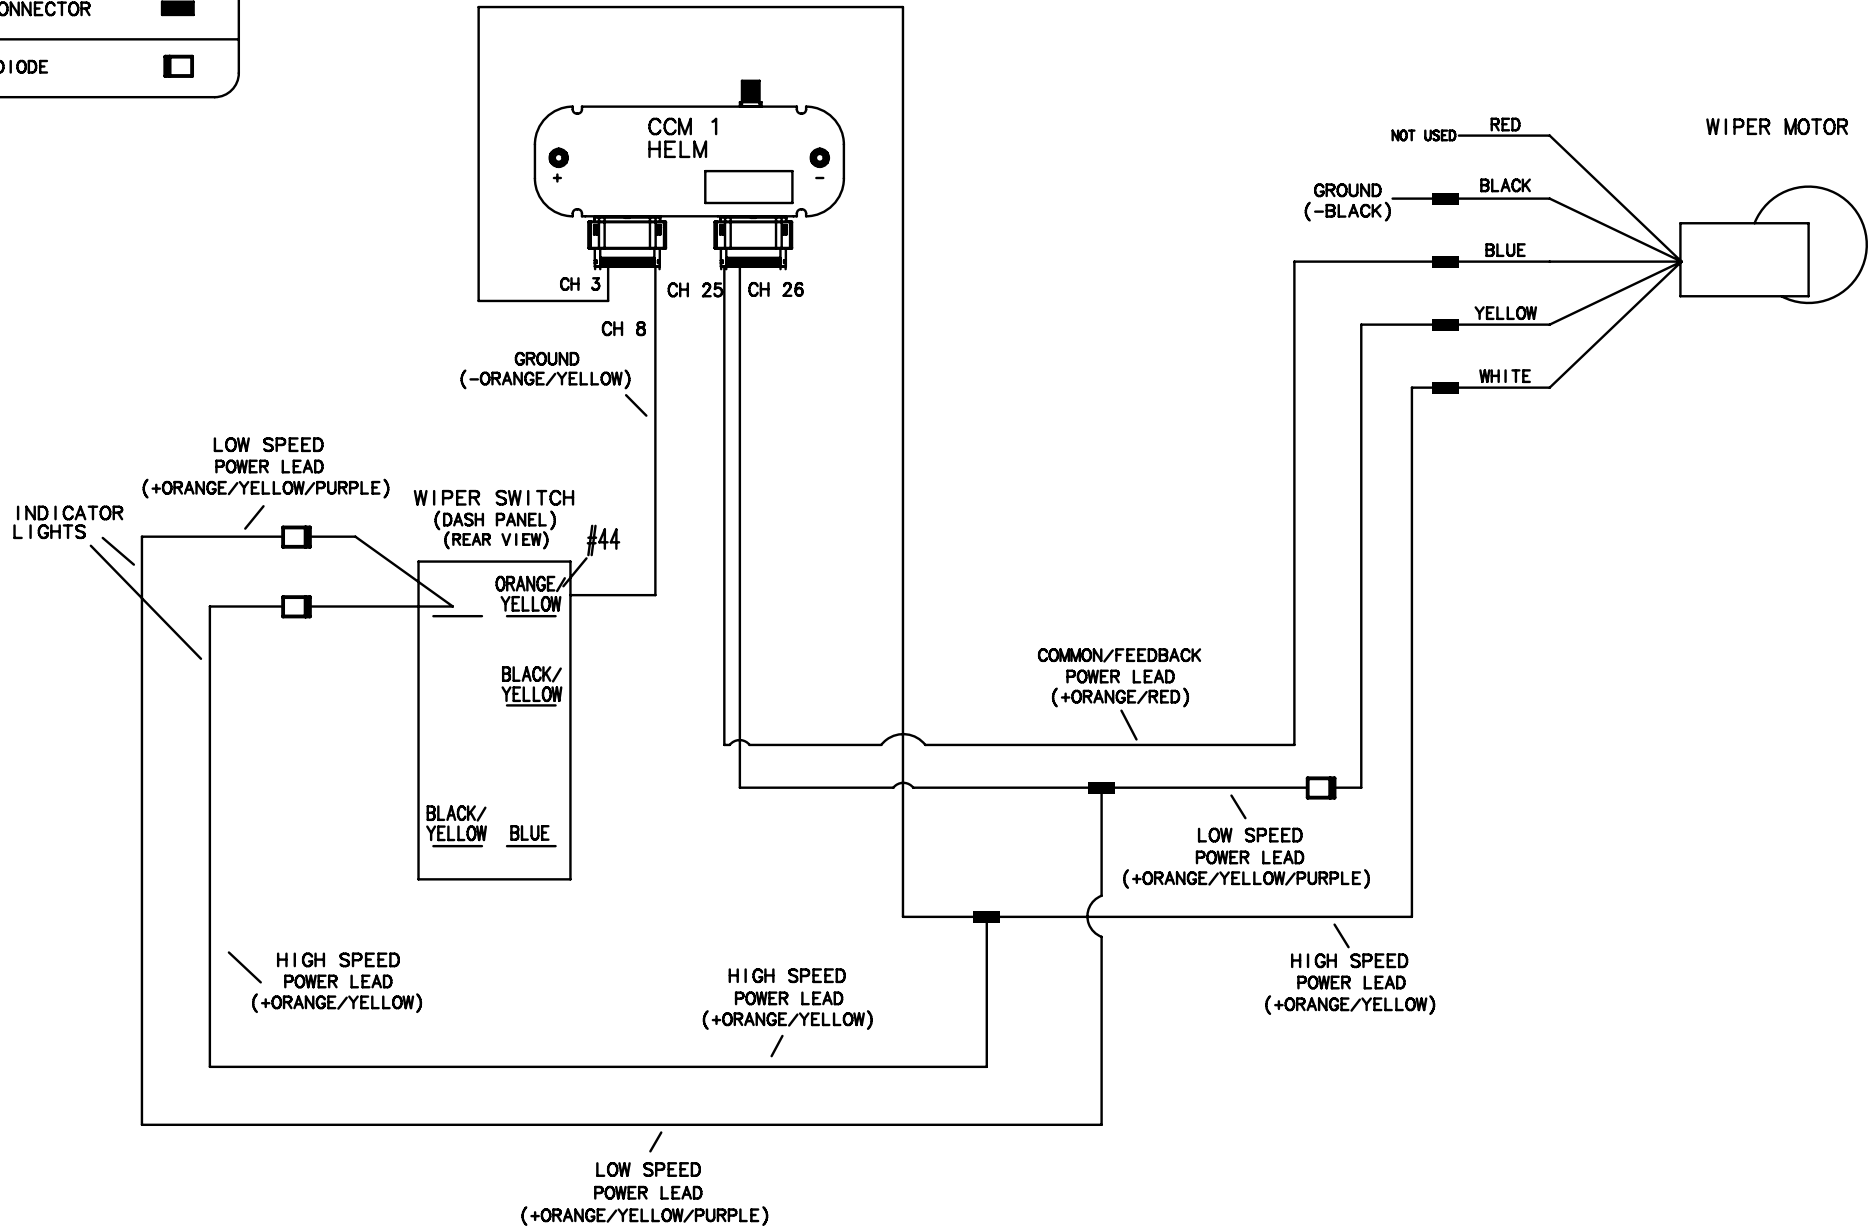 ONNECTOR
IODE
CCM 1
HELM
+
−
CH 3
CH 25
CH 26
CH 8
GROUND
(-ORANGE/YELLOW)
NOT USED
RED
WIPER MOTOR
GROUND
(-BLACK)
BLACK
BLUE
YELLOW
WHITE
LOW SPEED
POWER LEAD
(+ORANGE/YELLOW/PURPLE)
INDICATOR
LIGHTS
WIPER SWITCH
(DASH PANEL)
(REAR VIEW)
#44
ORANGE/
YELLOW
BLACK/
YELLOW
BLACK/
YELLOW
BLUE
COMMON/FEEDBACK
POWER LEAD
(+ORANGE/RED)
LOW SPEED
POWER LEAD
(+ORANGE/YELLOW/PURPLE)
HIGH SPEED
POWER LEAD
(+ORANGE/YELLOW)
HIGH SPEED
POWER LEAD
(+ORANGE/YELLOW)
HIGH SPEED
POWER LEAD
(+ORANGE/YELLOW)
LOW SPEED
POWER LEAD
(+ORANGE/YELLOW/PURPLE)